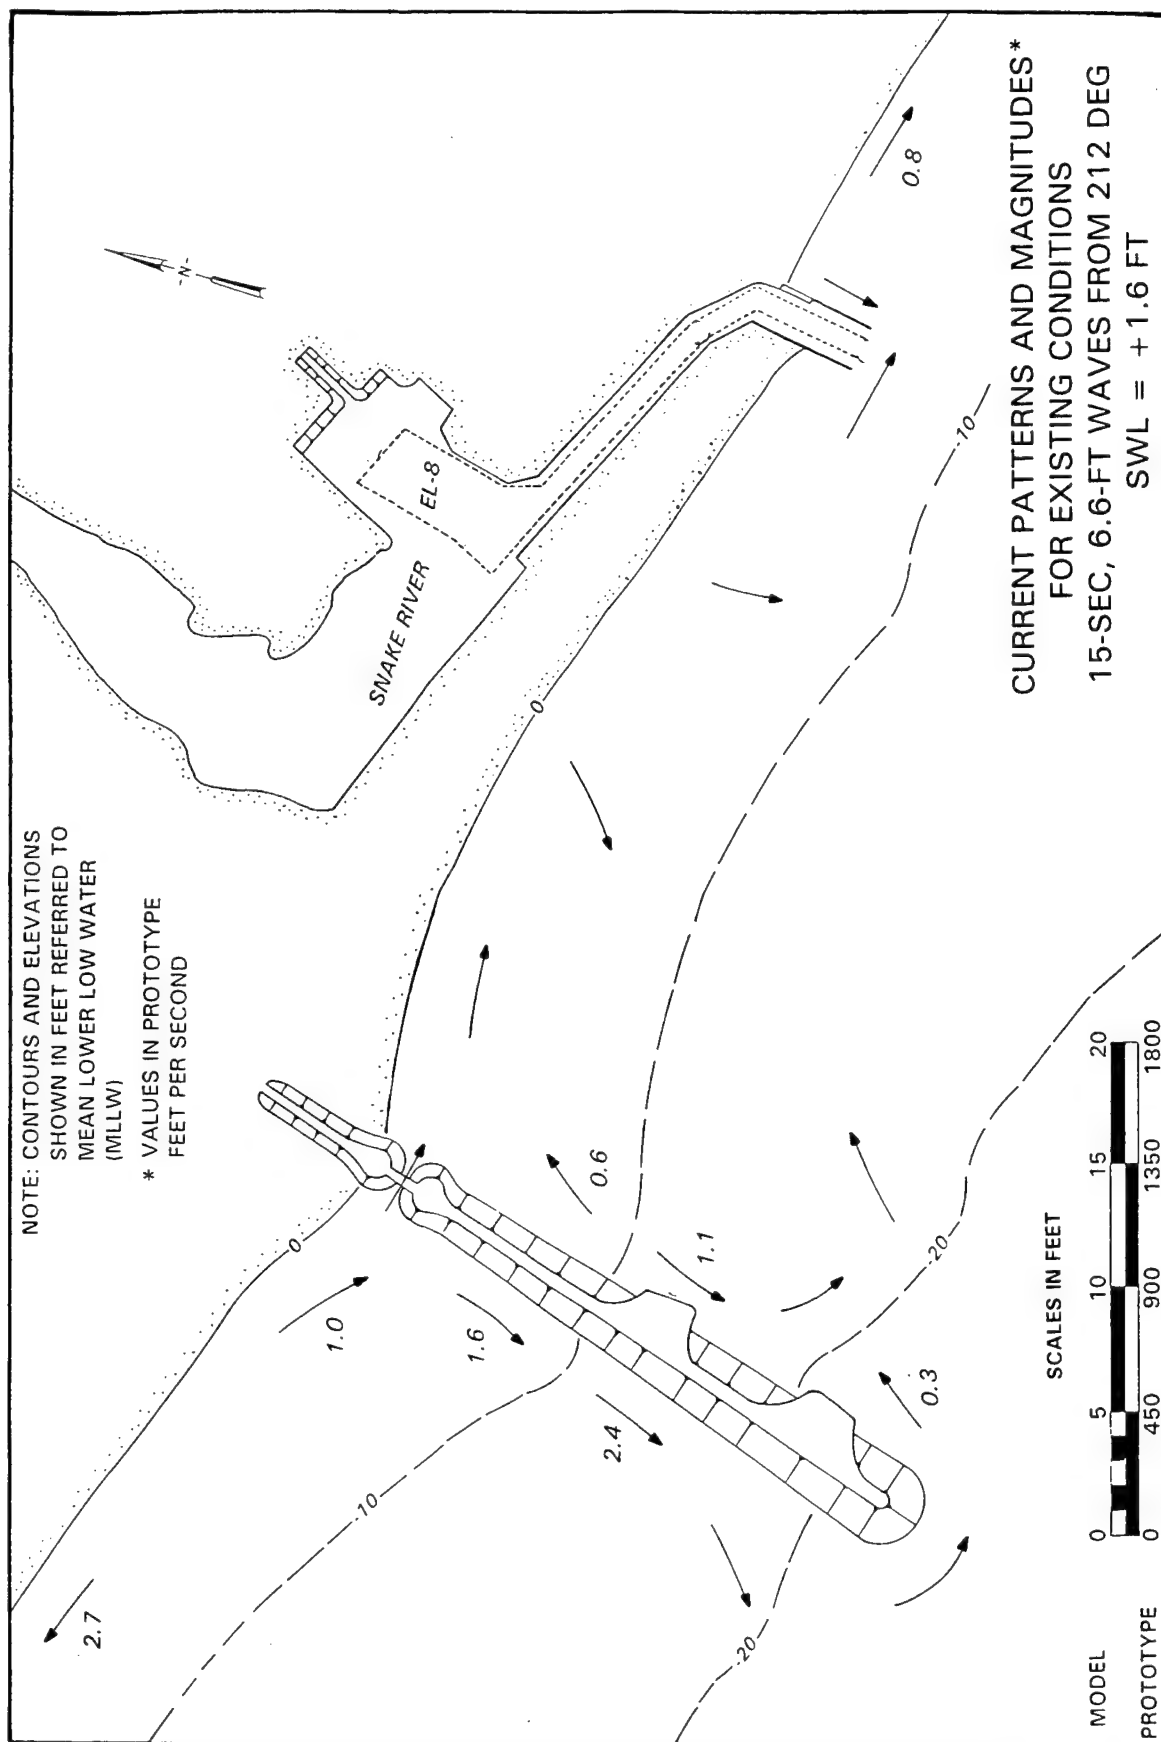 NOTE: CONTOURS AND ELEVATIONS
SHOWN IN FEET REFERRED TO
MEAN LOWER LOW WATER
(MLLW)
* VALUES IN PROTOTYPE
FEET PER SECOND
-N-
SNAKE RIVER
EL-8
0
0
2.7
1.0
1.6
2.4
0.6
1.1
0.3
0.8
-10
-10
-20
-20
SCALES IN FEET
MODEL 0 5 10 15 20
PROTOTYPE 0 450 900 1350 1800
CURRENT PATTERNS AND MAGNITUDES*
FOR EXISTING CONDITIONS
15-SEC, 6.6-FT WAVES FROM 212 DEG
SWL = +1.6 FT